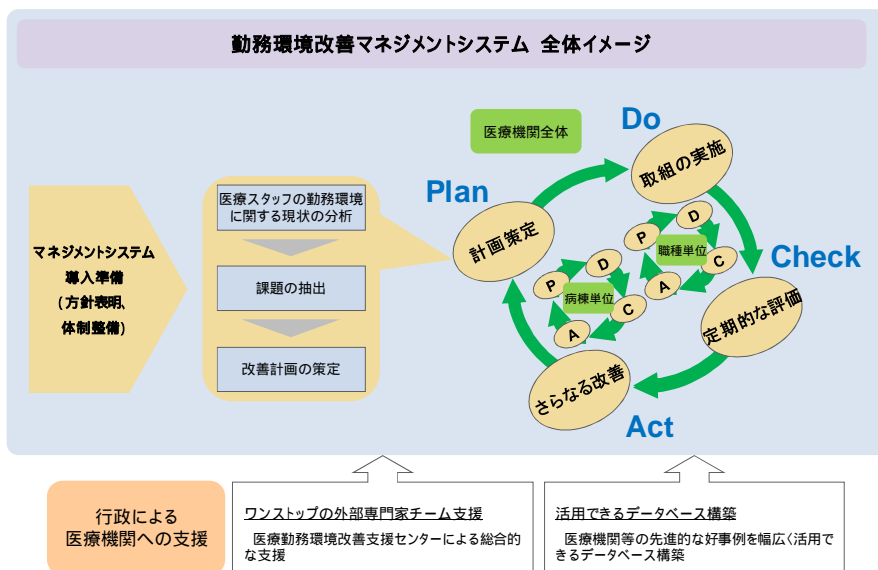 勤務環境改善マネジメントシステム 全体イメージ
医療機関全体
Do
取組の実施
Plan
計画策定
Check
定期的な評価
Act
さらなる改善
P
D
C
A
職種単位
P
D
C
A
病棟単位
マネジメントシステム
導入準備
(方針表明、
体制整備)
医療スタッフの勤務環境
に関する現状の分析
課題の抽出
改善計画の策定
行政による
医療機関への支援
ワンストップの外部専門家チーム支援
医療勤務環境改善支援センターによる総合的
な支援
活用できるデータベース構築
医療機関等の先進的な好事例を幅広く活用で
きるデータベース構築